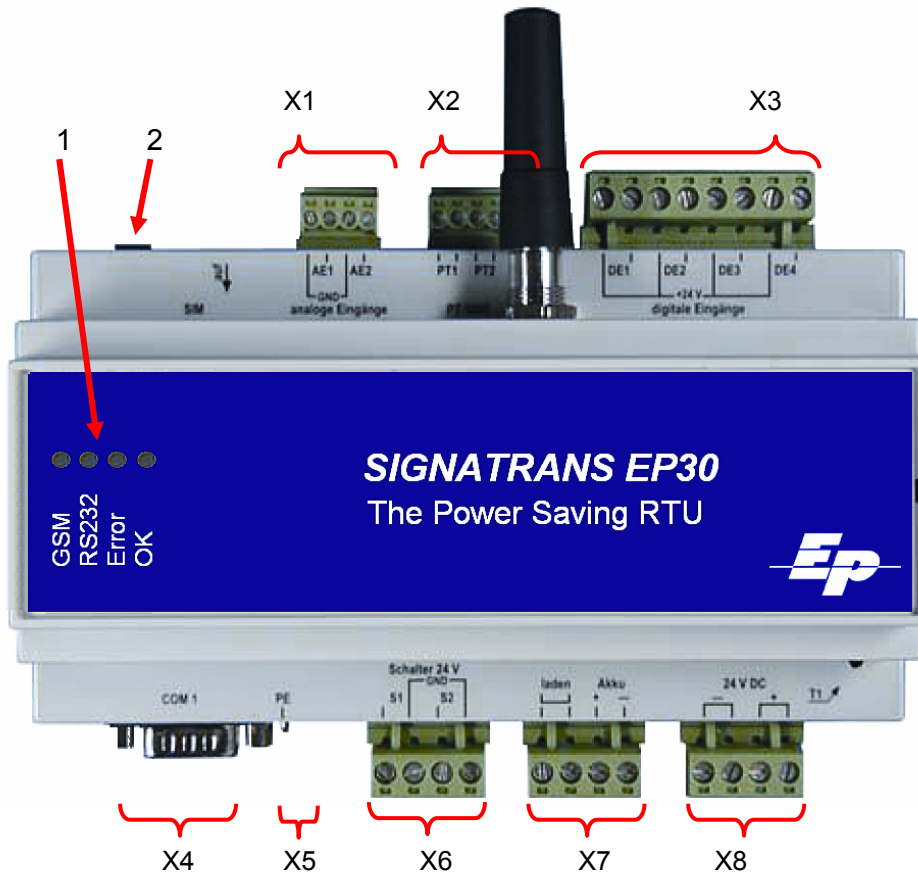 X1 X2 X3
1 2
auf
SIM
AE1 AE2
GND
analoge Eingänge
PT1 PT2
DE1 DE2 DE3 DE4
+24 V
digitale Eingänge
SIGNATRANS EP30
The Power Saving RTU
GSM
RS232
Error
OK
Ep
Schalter 24 V
GND
S1 S2
COM 1
PE
laden Akku
+ –
24 V DC
– +
T1
X4 X5 X6 X7 X8